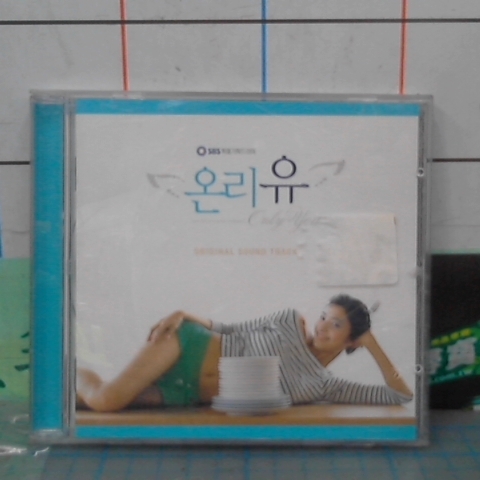 SBS
온리유
Only You
ORIGINAL SOUND TRACK